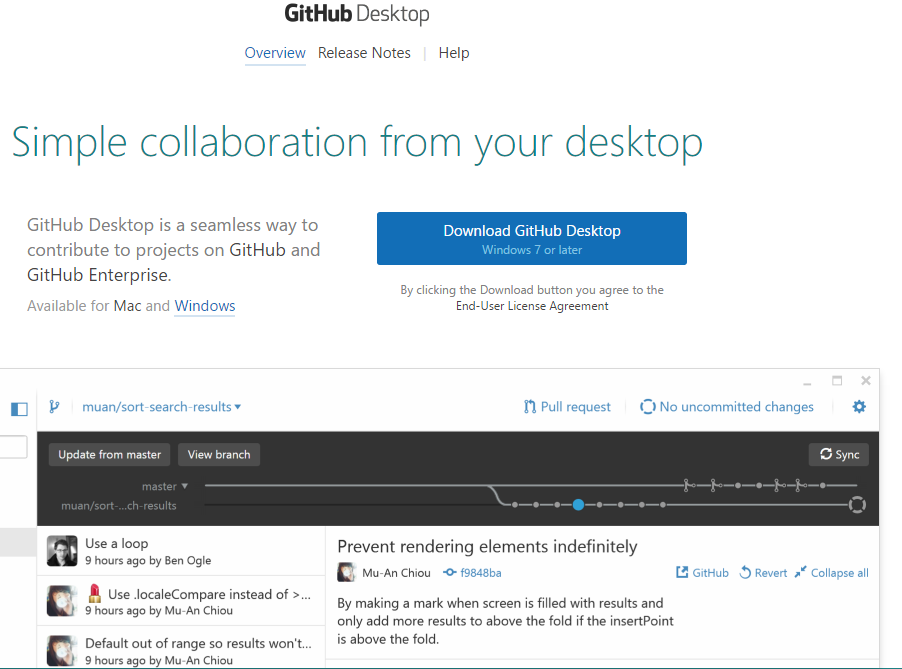 GitHub Desktop
Overview Release Notes | Help
Simple collaboration from your desktop
GitHub Desktop is a seamless way to
contribute to projects on GitHub and
GitHub Enterprise.
Available for Mac and Windows
Download GitHub Desktop
Windows 7 or later
By clicking the Download button you agree to the
End-User License Agreement
muan/sort-search-results
Pull request
No uncommitted changes
Update from master
View branch
Sync
master
muan/sort-...ch-results
Use a loop
9 hours ago by Ben Ogle
Use .localeCompare instead of >...
9 hours ago by Mu-An Chiou
Default out of range so results won't...
9 hours ago by Mu-An Chiou
Prevent rendering elements indefinitely
Mu-An Chiou f9848ba
GitHub Revert Collapse all
By making a mark when screen is filled with results and
only add more results to above the fold if the insertPoint
is above the fold.